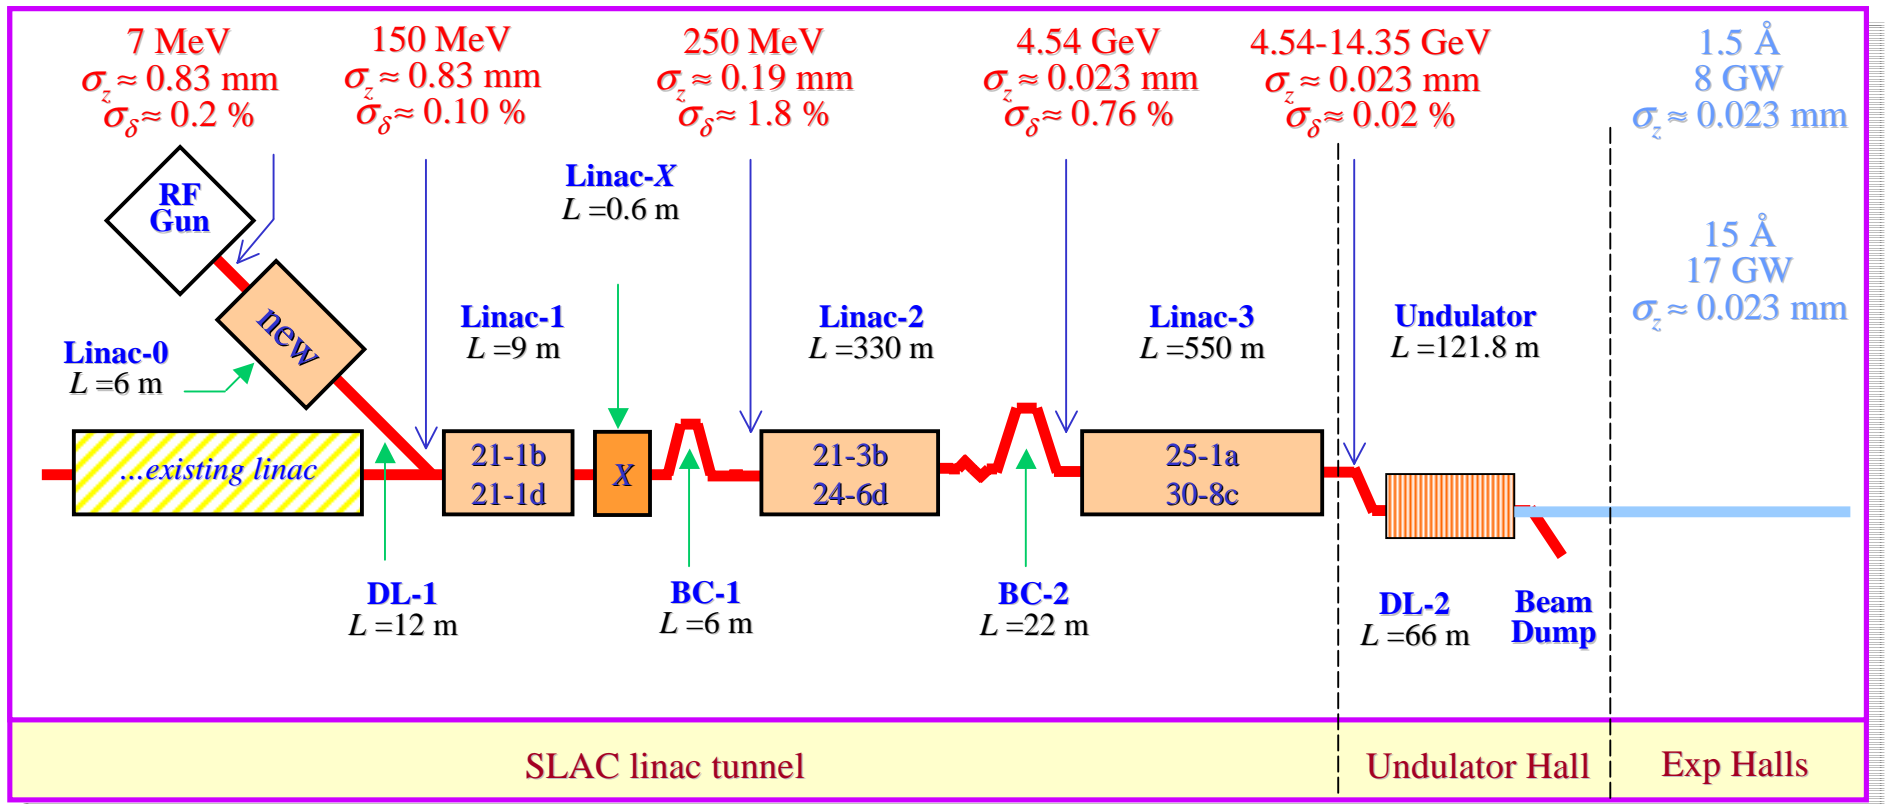 7 MeV
σz ≈ 0.83 mm
σδ ≈ 0.2 %
150 MeV
σz ≈ 0.83 mm
σδ ≈ 0.10 %
250 MeV
σz ≈ 0.19 mm
σδ ≈ 1.8 %
4.54 GeV
σz ≈ 0.023 mm
σδ ≈ 0.76 %
4.54-14.35 GeV
σz ≈ 0.023 mm
σδ ≈ 0.02 %
1.5 Å
8 GW
σz ≈ 0.023 mm
15 Å
17 GW
σz ≈ 0.023 mm
RF
Gun
new
Linac-0
L =6 m
Linac-X
L =0.6 m
Linac-1
L =9 m
Linac-2
L =330 m
Linac-3
L =550 m
Undulator
L =121.8 m
...existing linac
21-1b
21-1d
X
21-3b
24-6d
25-1a
30-8c
DL-1
L =12 m
BC-1
L =6 m
BC-2
L =22 m
DL-2
L =66 m
Beam
Dump
SLAC linac tunnel
Undulator Hall
Exp Halls